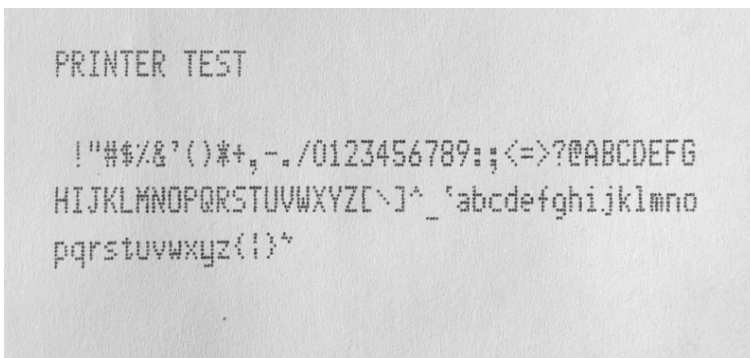 PRINTER TEST
 !"#$%&'()*+,-./0123456789:;<=>?@ABCDEFG
HIJKLMNOPQRSTUVWXYZ[\]^_`abcdefghijklmno
pqrstuvwxyz{|}~